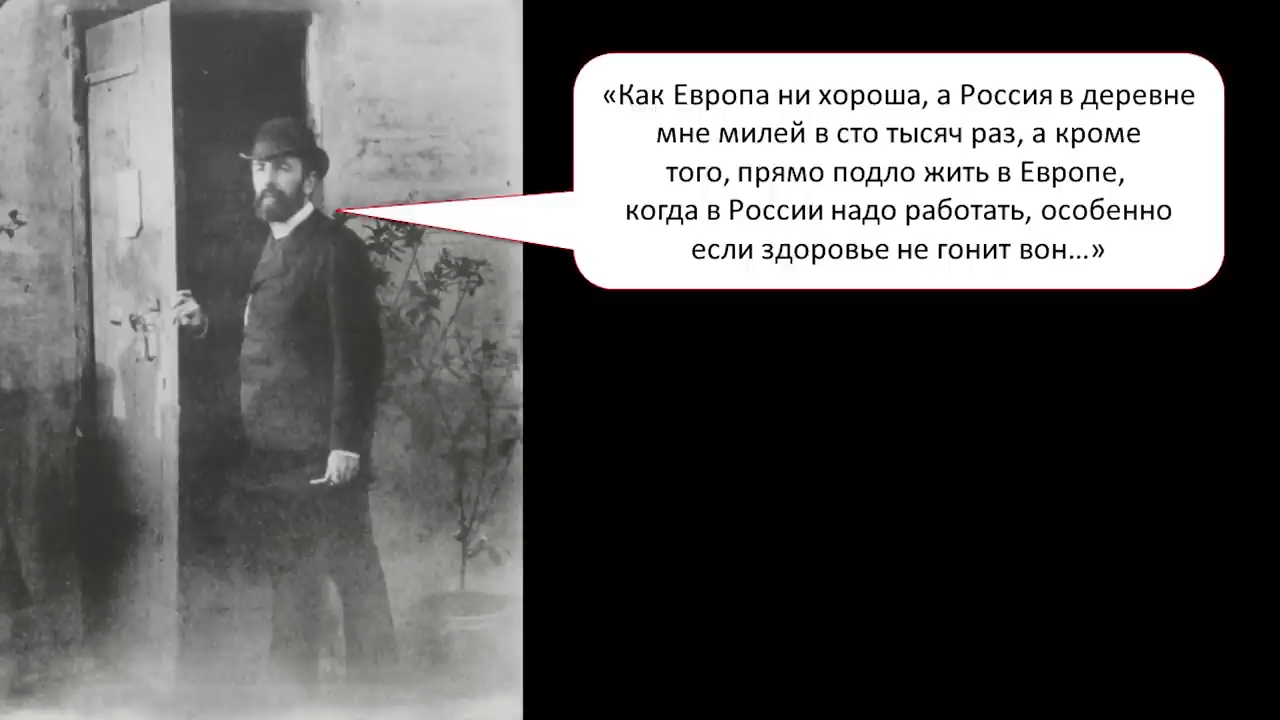 «Как Европа ни хороша, а Россия в деревне
мне милей в сто тысяч раз, а кроме
того, прямо подло жить в Европе,
когда в России надо работать, особенно
если здоровье не гонит вон...»